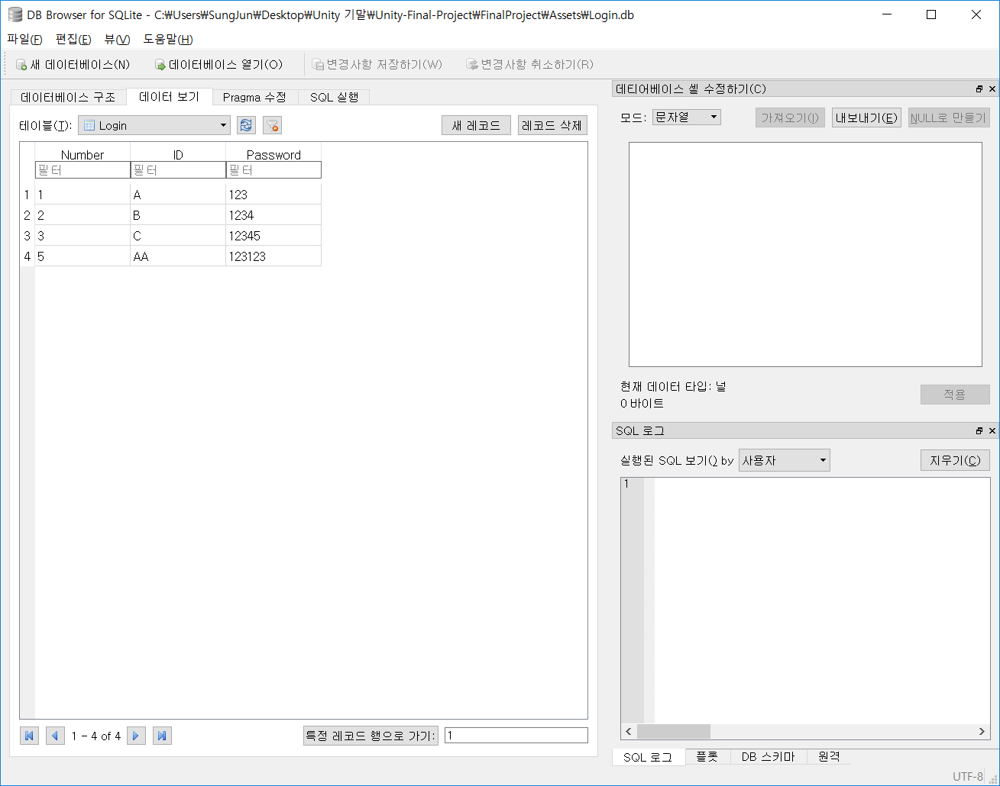 DB Browser for SQLite - C:₩Users₩SungJun₩Desktop₩Unity 기말₩Unity-Final-Project₩FinalProject₩Assets₩Login.db
파일(F) 편집(E) 뷰(V) 도움말(H)
새 데이터베이스(N) 데이터베이스 열기(O) 변경사항 저장하기(W) 변경사항 취소하기(R)
데이터베이스 구조 데이터 보기 Pragma 수정 SQL 실행
테이블(T): Login 새 레코드 레코드 삭제
Number ID Password
필터 필터 필터
1 1 A 123
2 2 B 1234
3 3 C 12345
4 5 AA 123123
1 - 4 of 4 특정 레코드 행으로 가기: 1
데티어베이스 셀 수정하기(C)
모드: 문자열 가져오기(I) 내보내기(E) NULL로 만들기
현재 데이터 타입: 널
0 바이트
적용
SQL 로그
실행된 SQL 보기() by 사용자 지우기(C)
1
SQL 로그 플롯 DB 스키마 원격
UTF-8